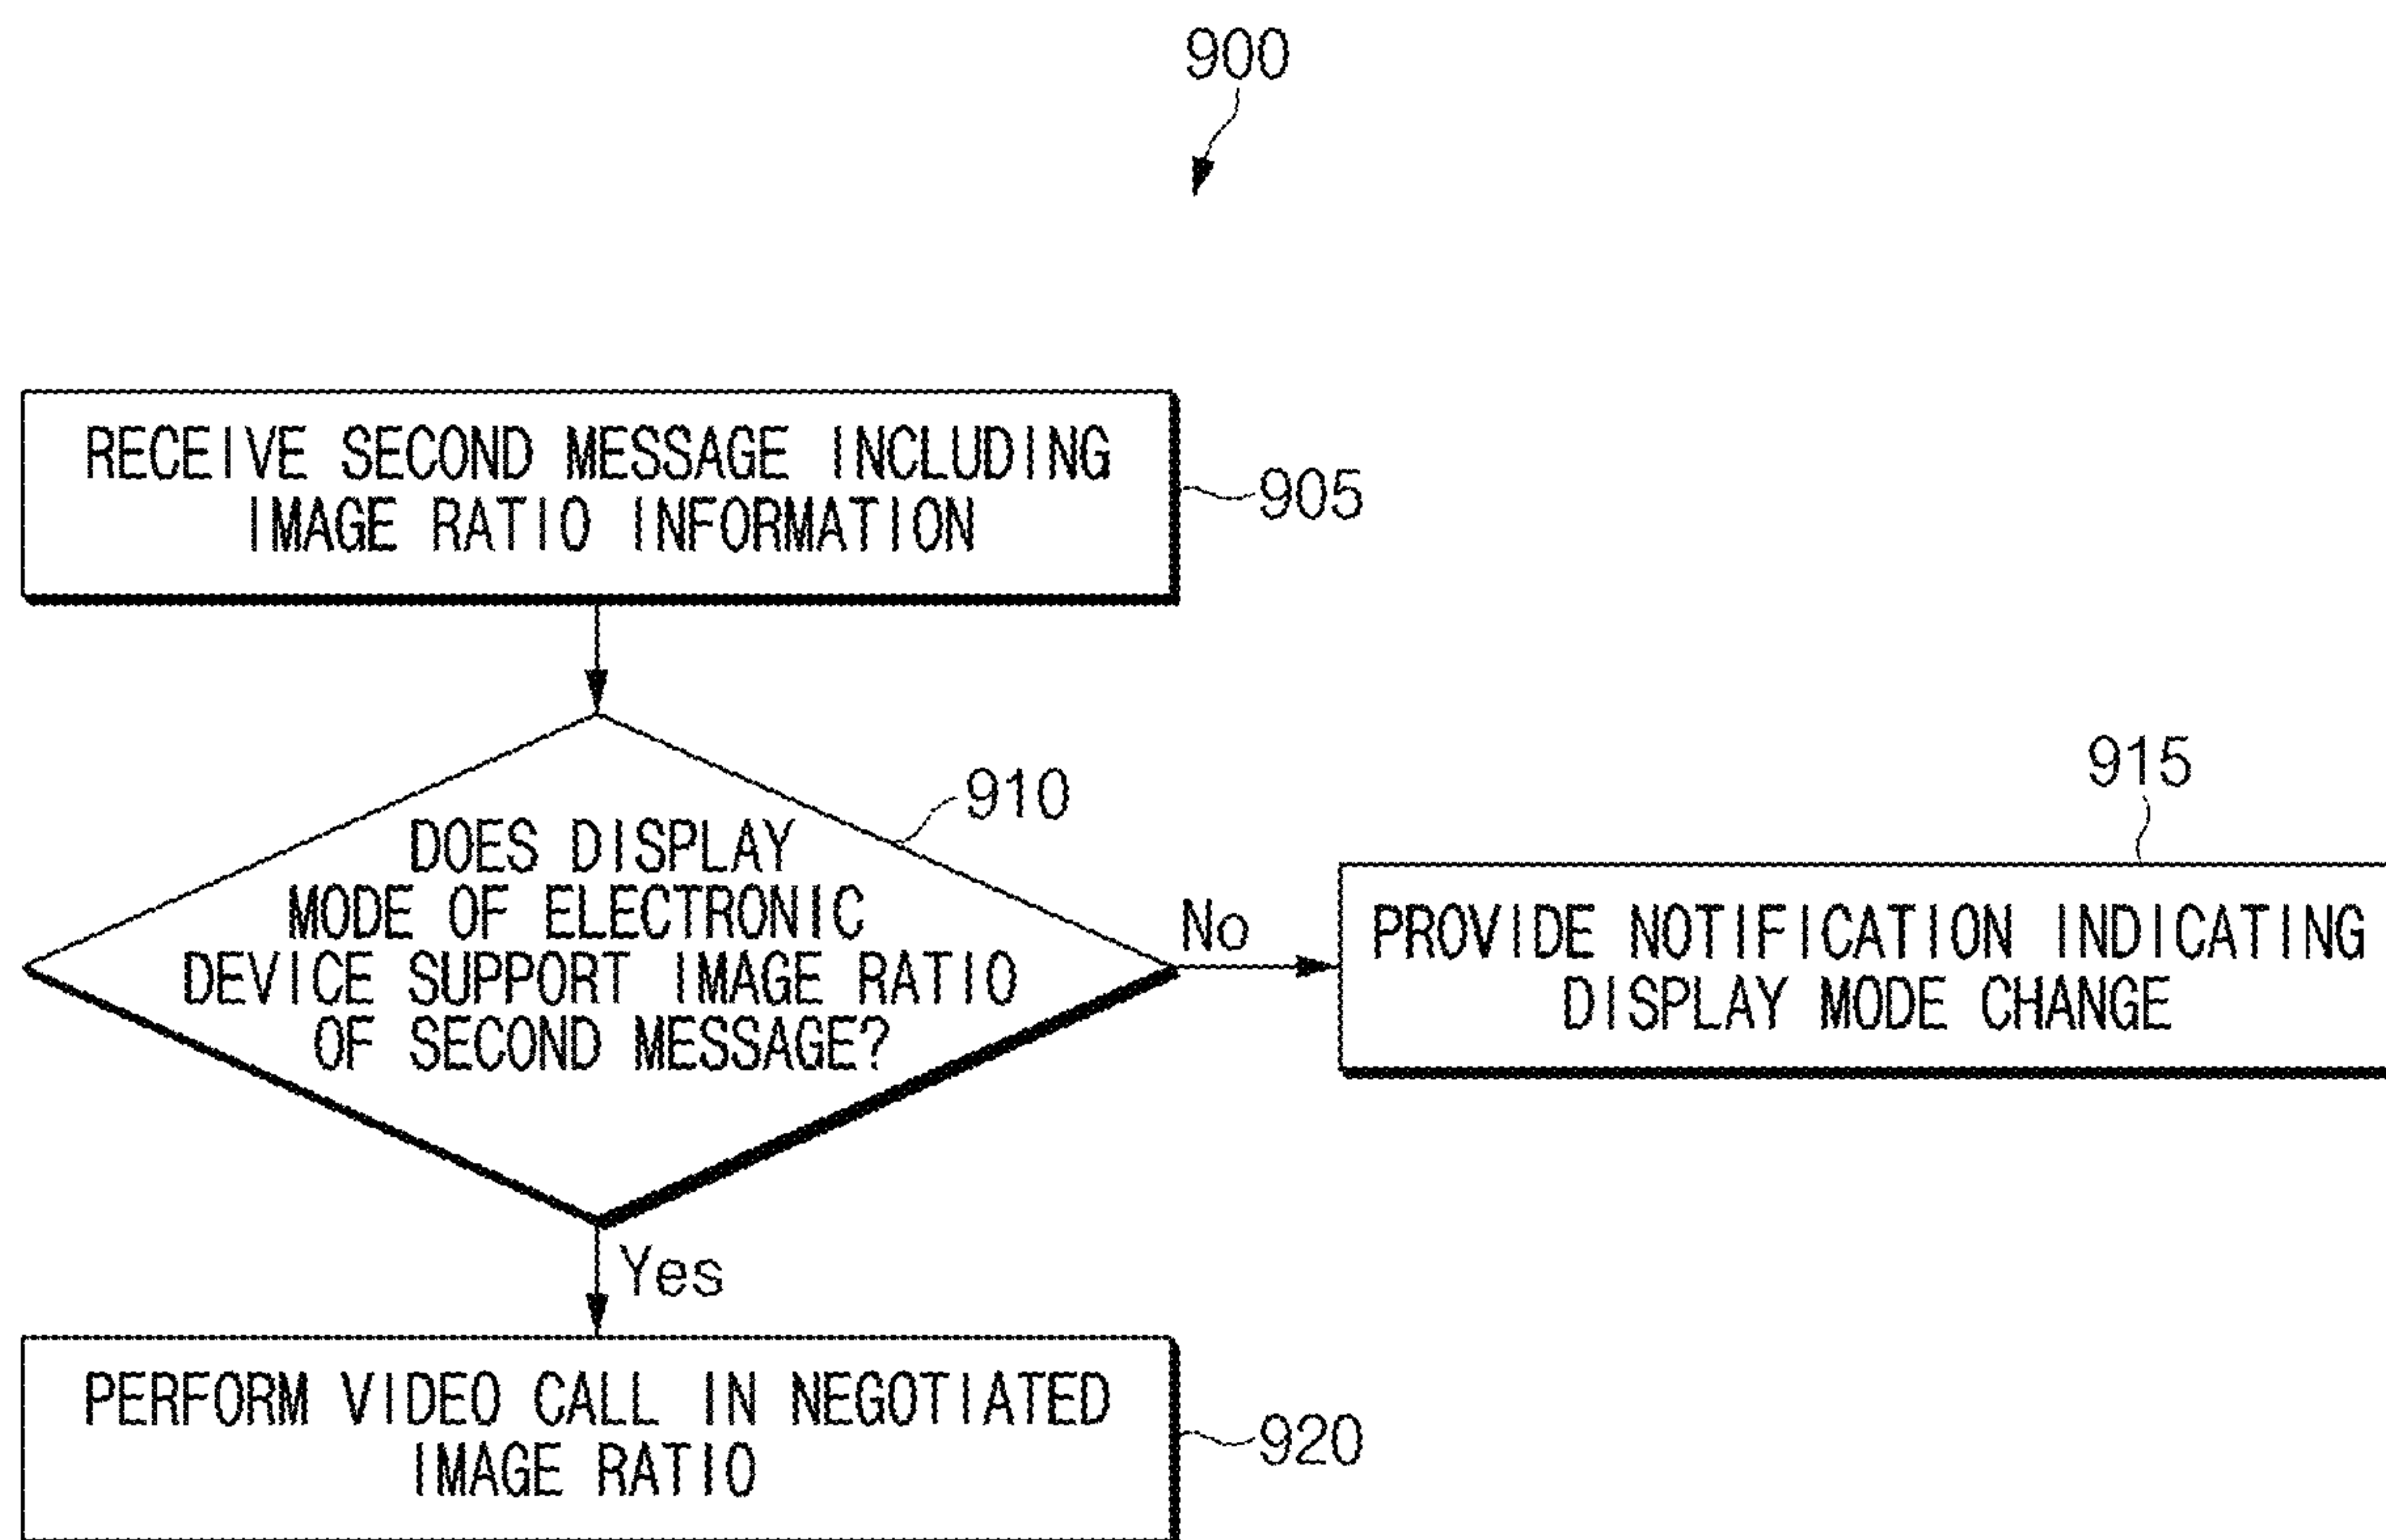 900
RECEIVE SECOND MESSAGE INCLUDING
IMAGE RATIO INFORMATION
905
910
DOES DISPLAY
MODE OF ELECTRONIC
DEVICE SUPPORT IMAGE RATIO
OF SECOND MESSAGE?
No
915
PROVIDE NOTIFICATION INDICATING
DISPLAY MODE CHANGE
Yes
PERFORM VIDEO CALL IN NEGOTIATED
IMAGE RATIO
920